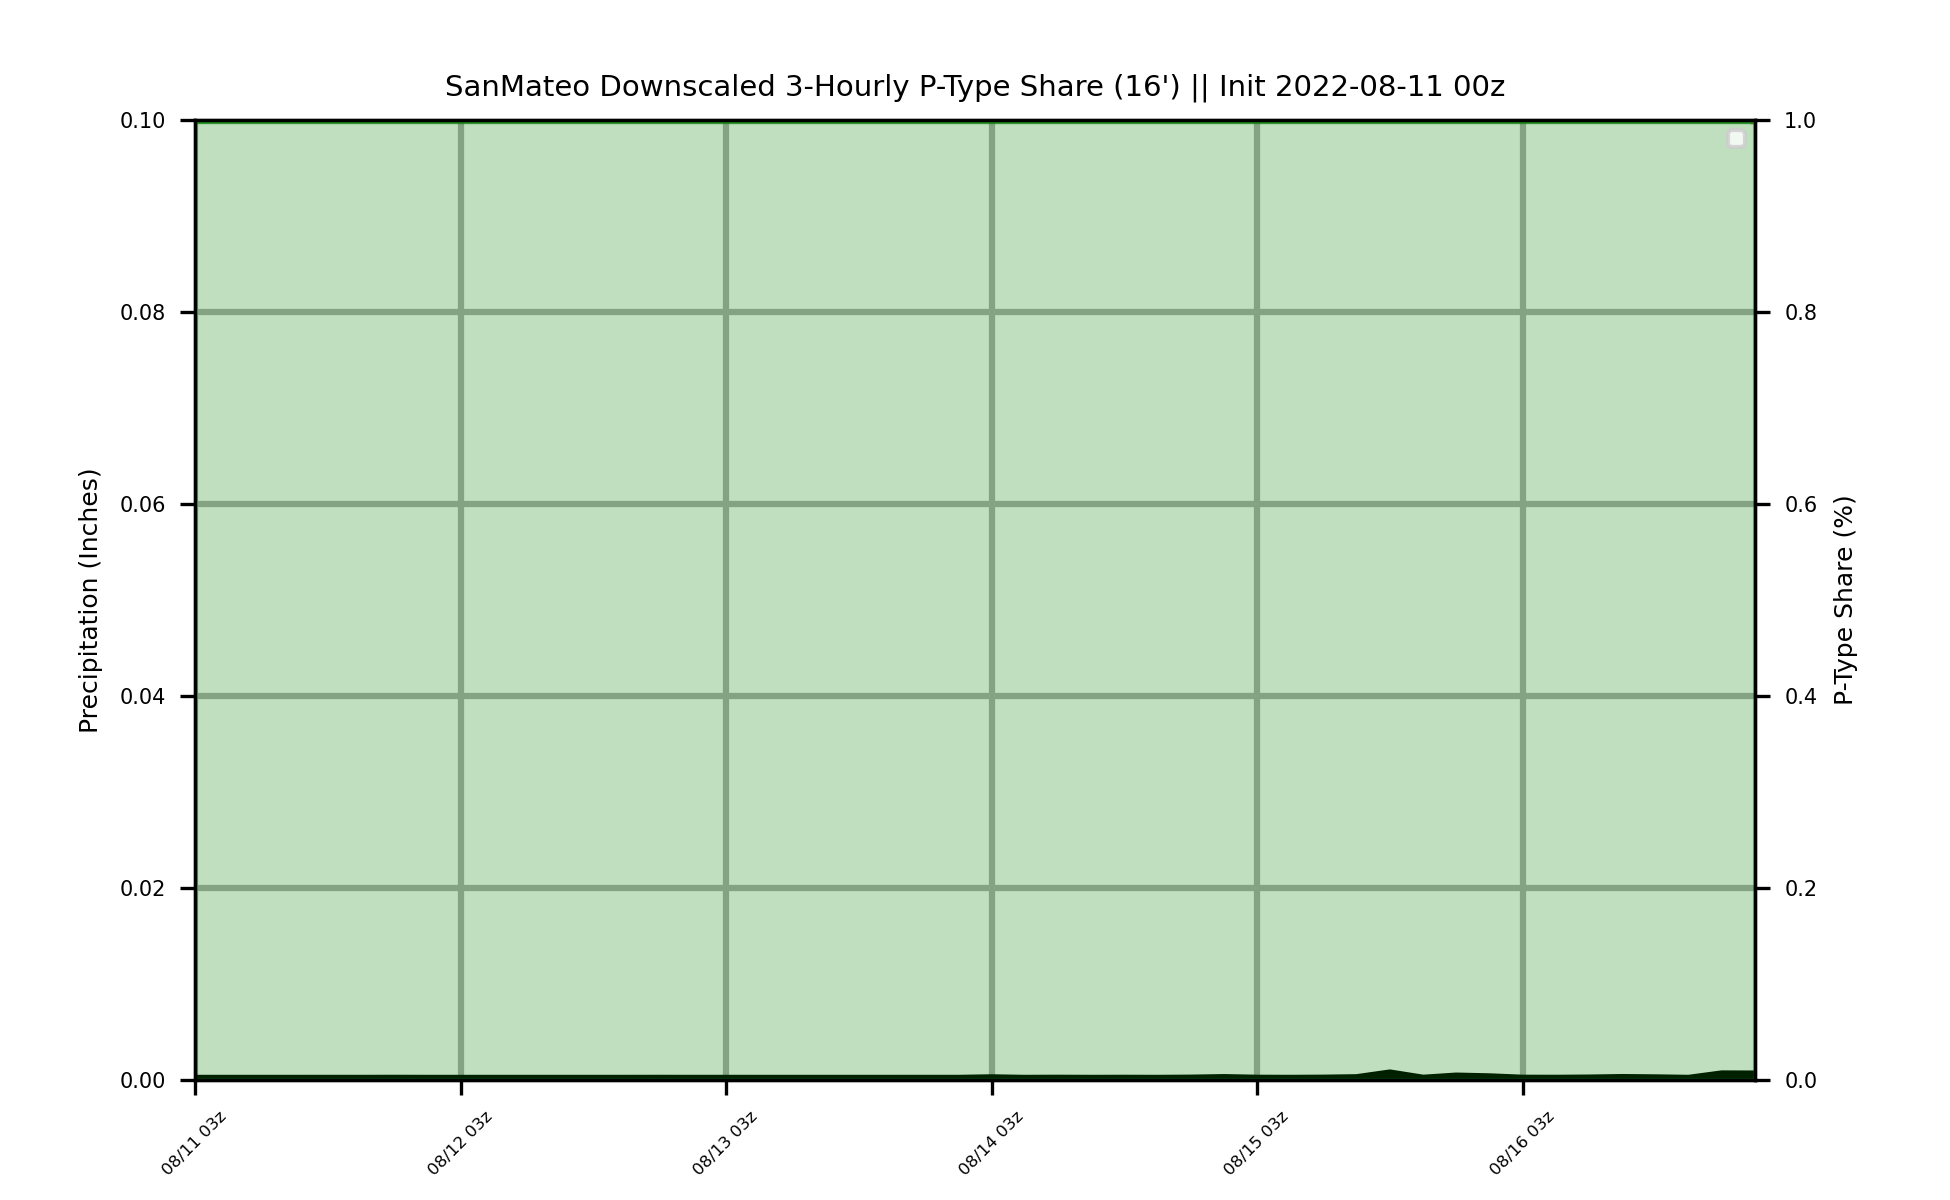 SanMateo Downscaled 3-Hourly P-Type Share (16') || Init 2022-08-11 00z
0.10
0.08
0.06
0.04
0.02
0.00
Precipitation (Inches)
1.0
0.8
0.6
0.4
0.2
0.0
P-Type Share (%)
08/11 03z
08/12 03z
08/13 03z
08/14 03z
08/15 03z
08/16 03z